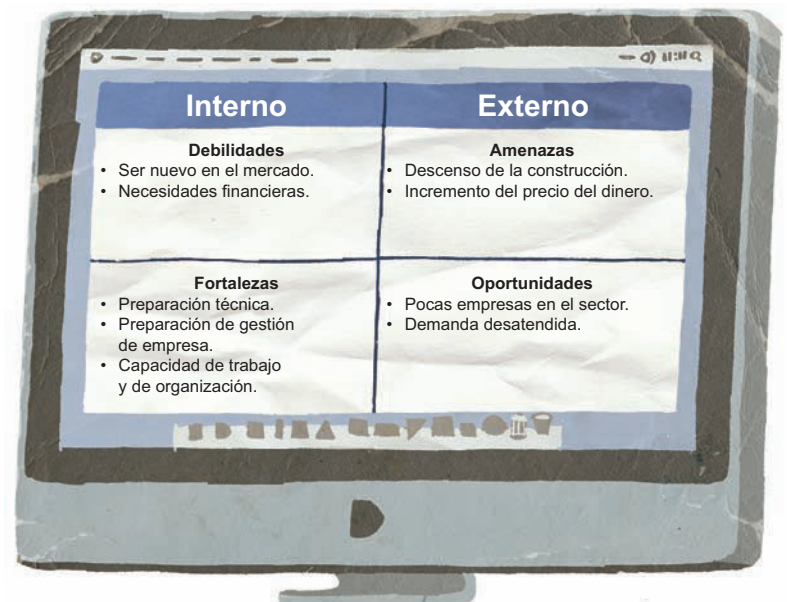 Interno
Externo
Debilidades
• Ser nuevo en el mercado.
• Necesidades financieras.
Amenazas
• Descenso de la construcción.
• Incremento del precio del dinero.
Fortalezas
• Preparación técnica.
• Preparación de gestión
de empresa.
• Capacidad de trabajo
y de organización.
Oportunidades
• Pocas empresas en el sector.
• Demanda desatendida.